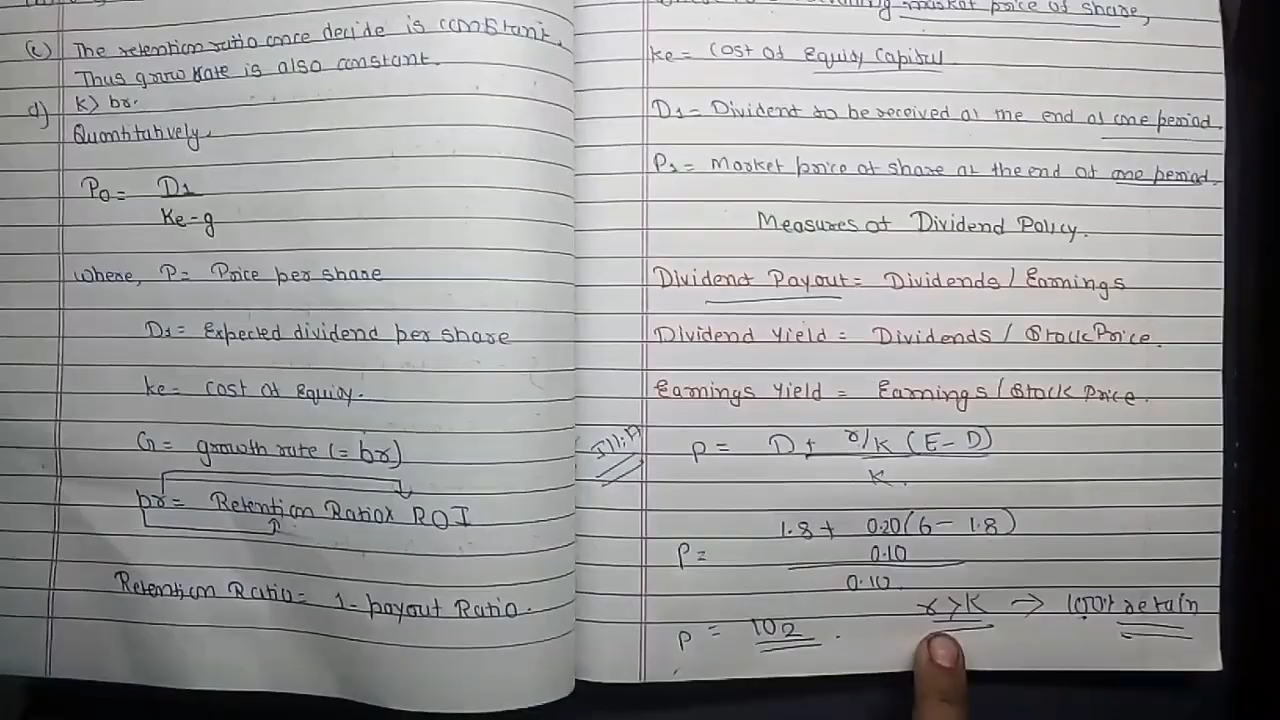 c) The retention ratio once decide is constant.
Thus grow Rate is also constant.
d) K> br.
Quantitatively.
P0 = D1
Ke-g
where, P= Price per share
D1= Expected dividend per share
ke= cost of equity.
G= growth rate (= br)
br= Retention Ratio x ROI
Retention Ratio= 1- payout Ratio.
market price of share,
Ke= Cost of Equity Capital
D1= Divident to be received at the end of one period.
P1= Market price of share at the end of one period.
Measures of Dividend Policy.
Divident Payout= Dividends / Earnings
Dividend Yield = Dividends / Stock Price.
Earnings Yield = Earnings / Stock Price.
P = D+ r/K (E-D)
K.
1.8 + 0.20(6 - 1.8)
P= 0.10
0.10.
r>K → 100% retain
P = 102.